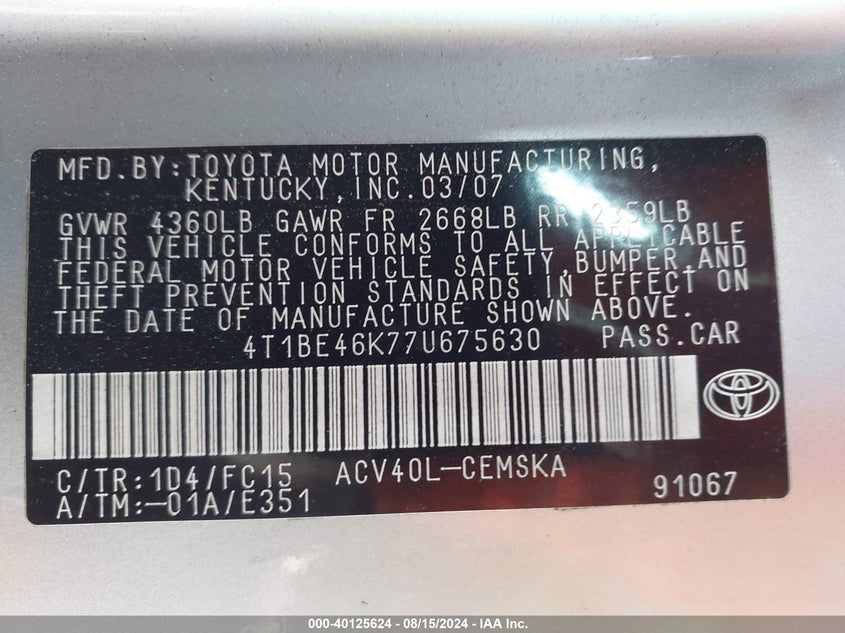 MFD.BY:TOYOTA MOTOR MANUFACTURING,
KENTUCKY,INC.03/07
GVWR 4360LB GAWR FR 2668LB RR 2359LB
THIS VEHICLE CONFORMS TO ALL APPLICABLE
FEDERAL MOTOR VEHICLE SAFETY,BUMPER,AND
THEFT PREVENTION STANDARDS IN EFFECT ON
THE DATE OF MANUFACTURE SHOWN ABOVE.
4T1BE46K77U675630 PASS.CAR
C/TR:1D4/FC15 ACV40L-CEMSKA
A/TM:-01A/E351 91067
000-40125624 - 08/15/2024 - IAA Inc.